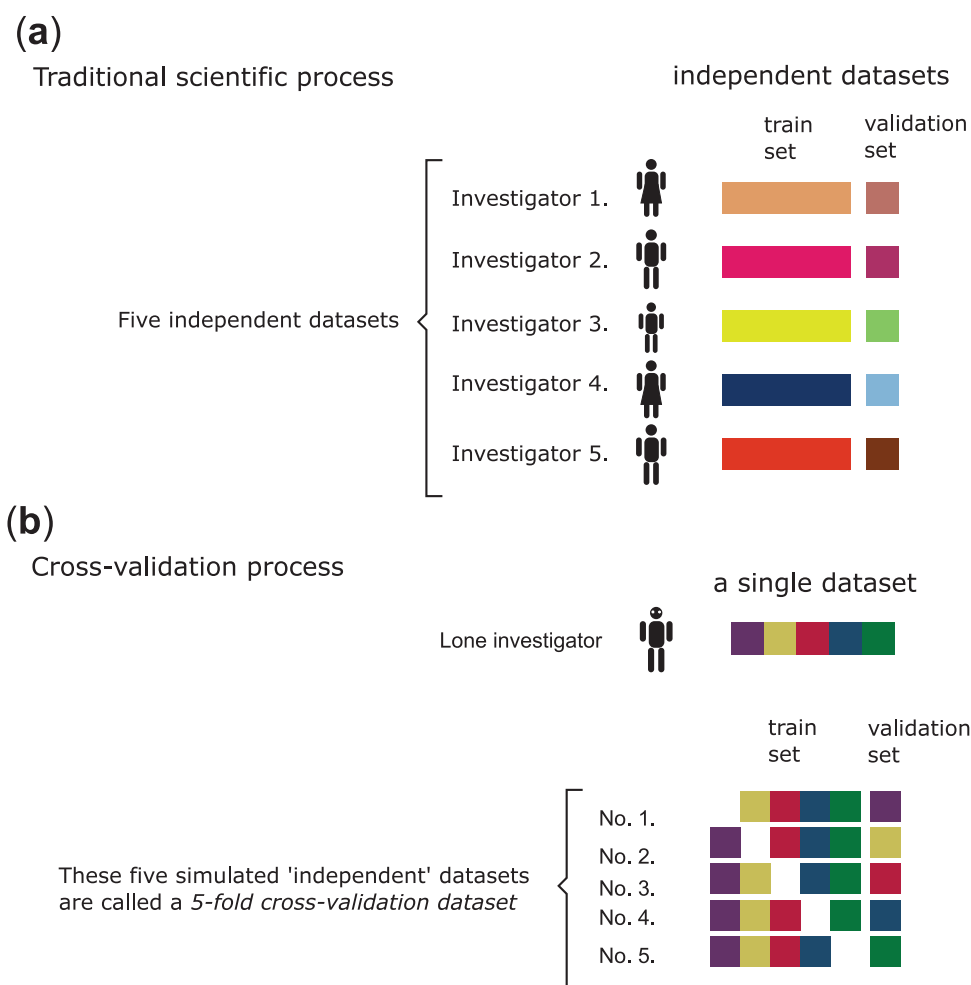 (a)
Traditional scientific process
independent datasets
train
set
validation
set
Investigator 1.
Investigator 2.
Five independent datasets
Investigator 3.
Investigator 4.
Investigator 5.
(b)
Cross-validation process
a single dataset
Lone investigator
train
set
validation
set
No. 1.
No. 2.
These five simulated 'independent' datasets
are called a 5-fold cross-validation dataset
No. 3.
No. 4.
No. 5.